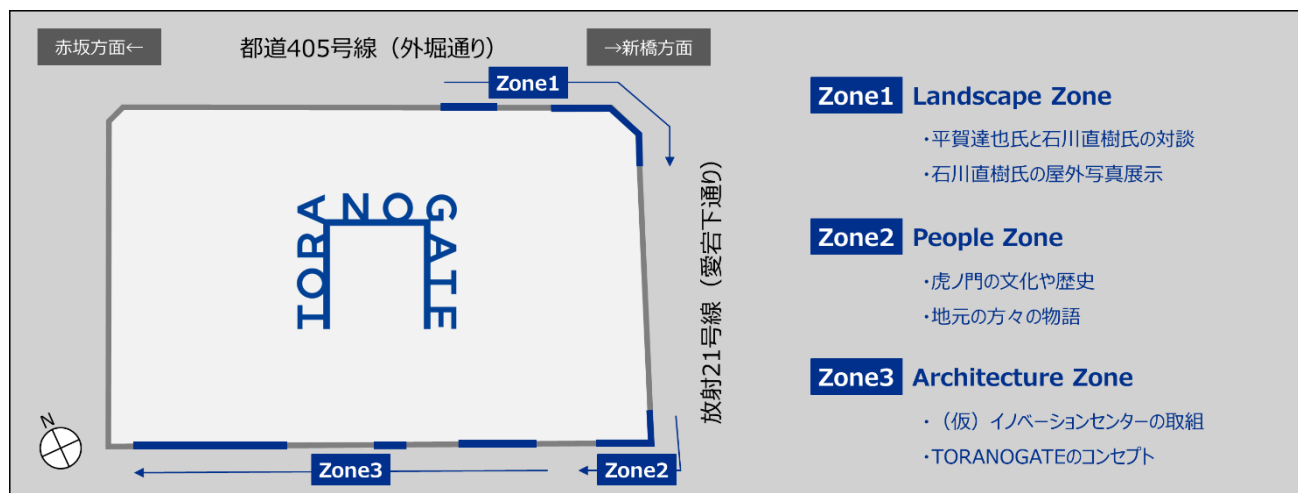 赤坂方面←
都道405号線（外堀通り）
→新橋方面
Zone1
TORANOGATE
放射21号線（愛宕下通り）
N
Zone3
Zone2
Zone1 Landscape Zone
・平賀達也氏と石川直樹氏の対談
・石川直樹氏の屋外写真展示
Zone2 People Zone
・虎ノ門の文化や歴史
・地元の方々の物語
Zone3 Architecture Zone
・（仮）イノベーションセンターの取組
・TORANOGATEのコンセプト